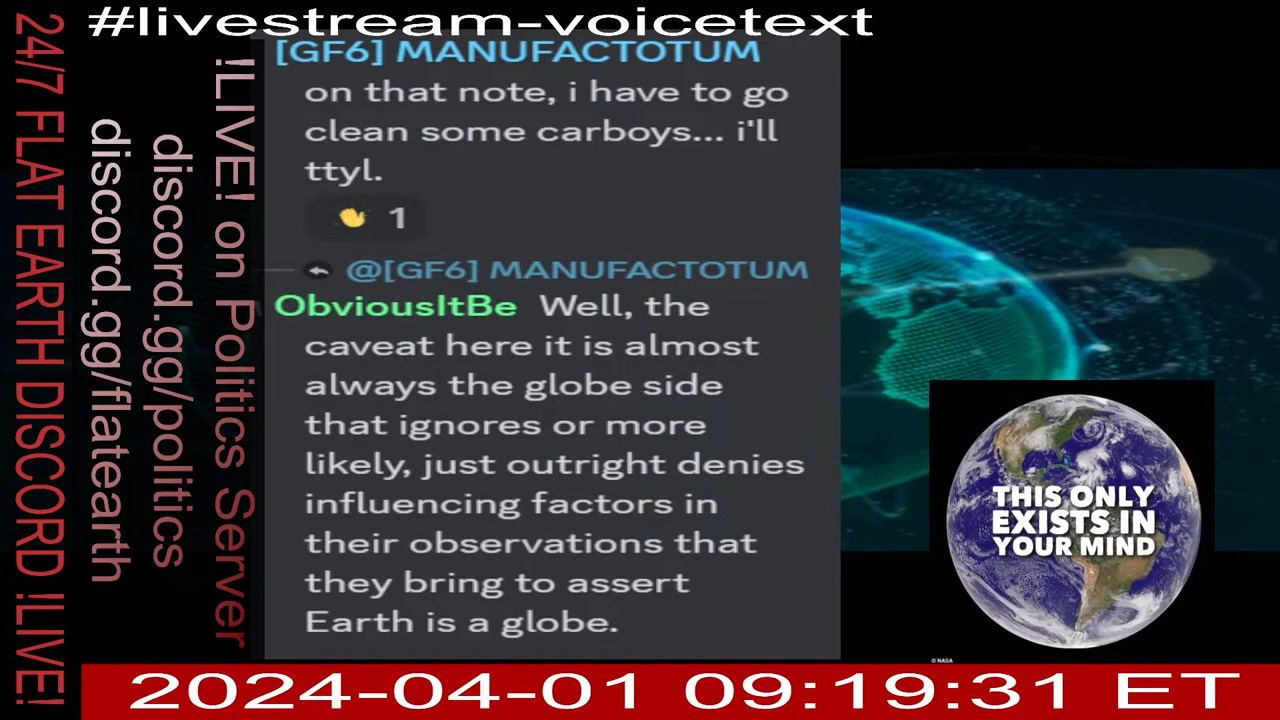 #livestream-voicetext
24/7 FLAT EARTH DISCORD !LIVE!
discord.gg/flatearth
discord.gg/politics
!LIVE! on Politics Server
[GF6] MANUFACTOTUM
on that note, i have to go
clean some carboys... i'll
ttyl.
1
@[GF6] MANUFACTOTUM
ObviousItBe Well, the
caveat here it is almost
always the globe side
that ignores or more
likely, just outright denies
influencing factors in
their observations that
they bring to assert
Earth is a globe.
THIS ONLY
EXISTS IN
YOUR MIND
© NASA
2024-04-01 09:19:31 ET